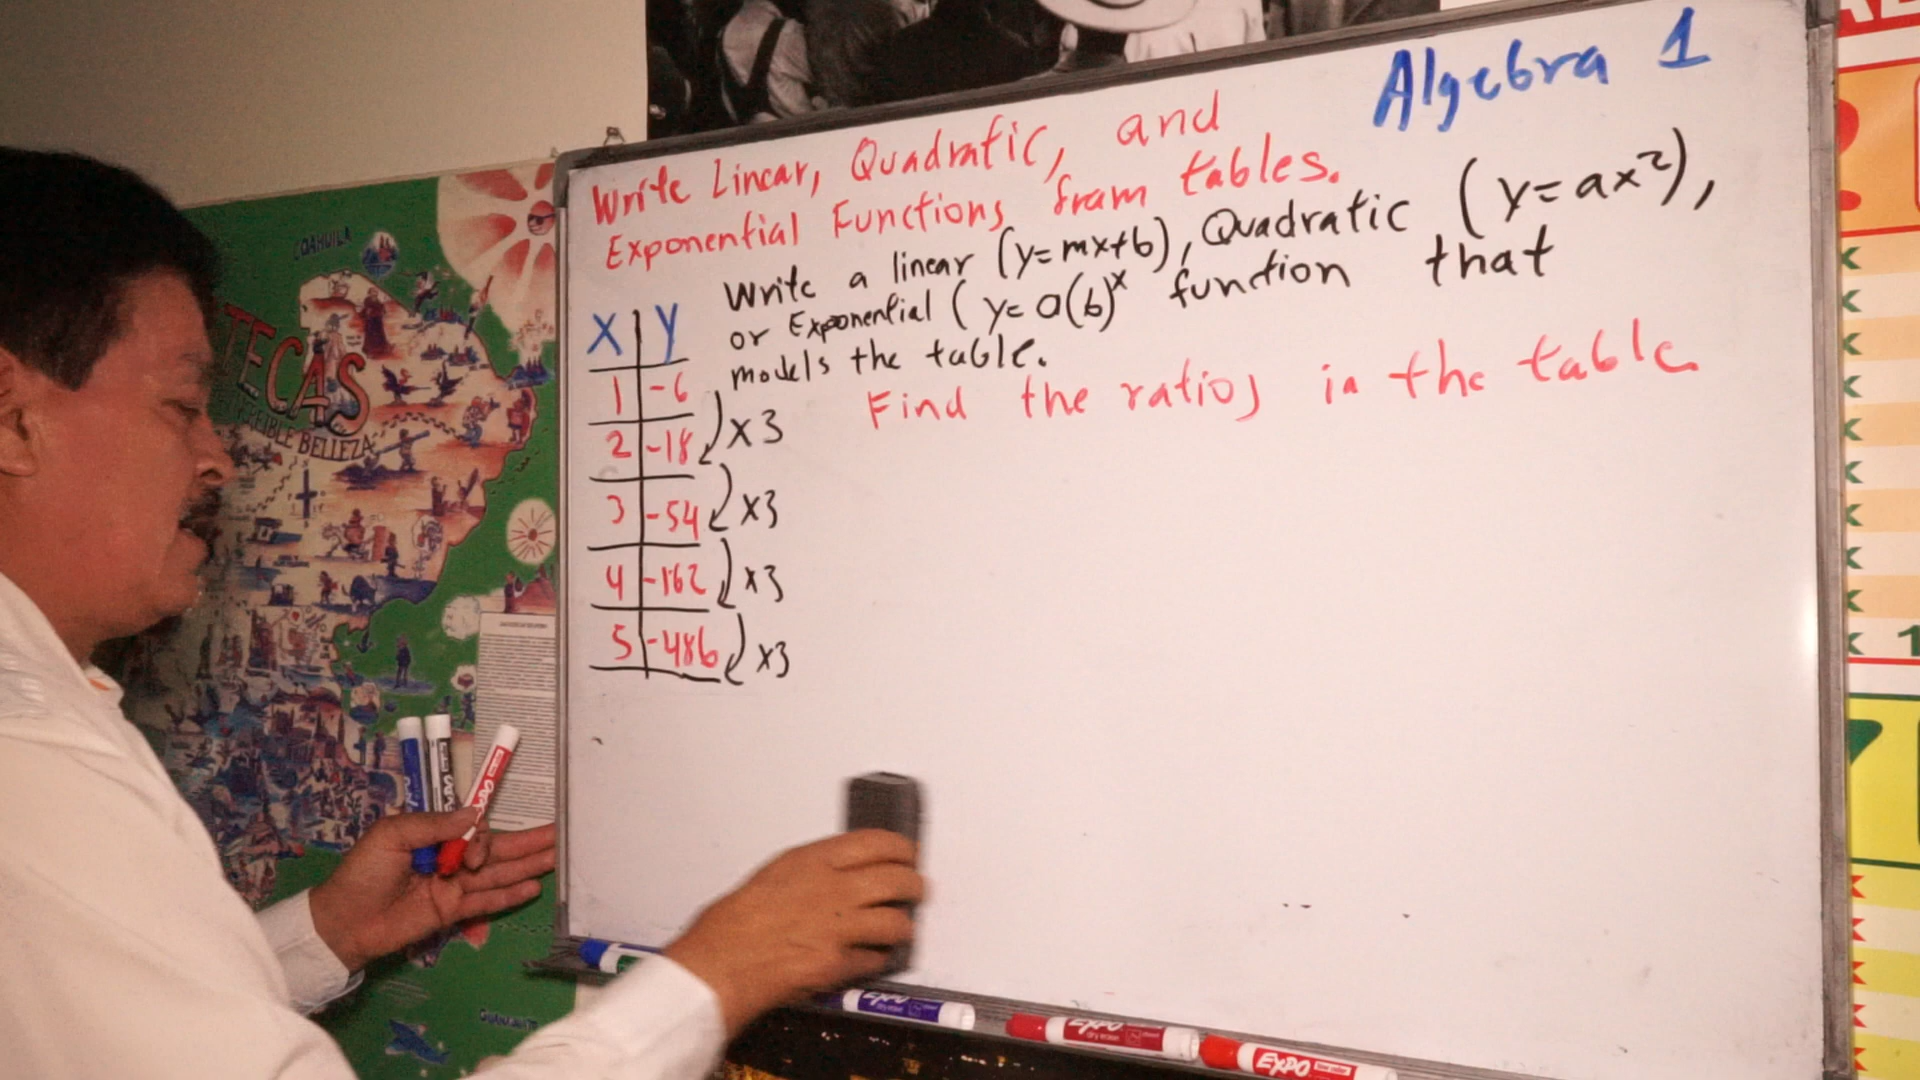 Algebra 1
Write Linear, Quadratic, and
Exponential Functions from tables.
Write a linear (y=mx+b), Quadratic (y=ax²),
or Exponential (y=a(b)ˣ function that
models the table.
Find the ratios in the table
X Y
1 -6
x3
2 -18
x3
3 -54
x3
4 -162
x3
5 -486
COAHUILA
TECAS
BELLEZA
EXPO
EXPO
EXPO
EXPO